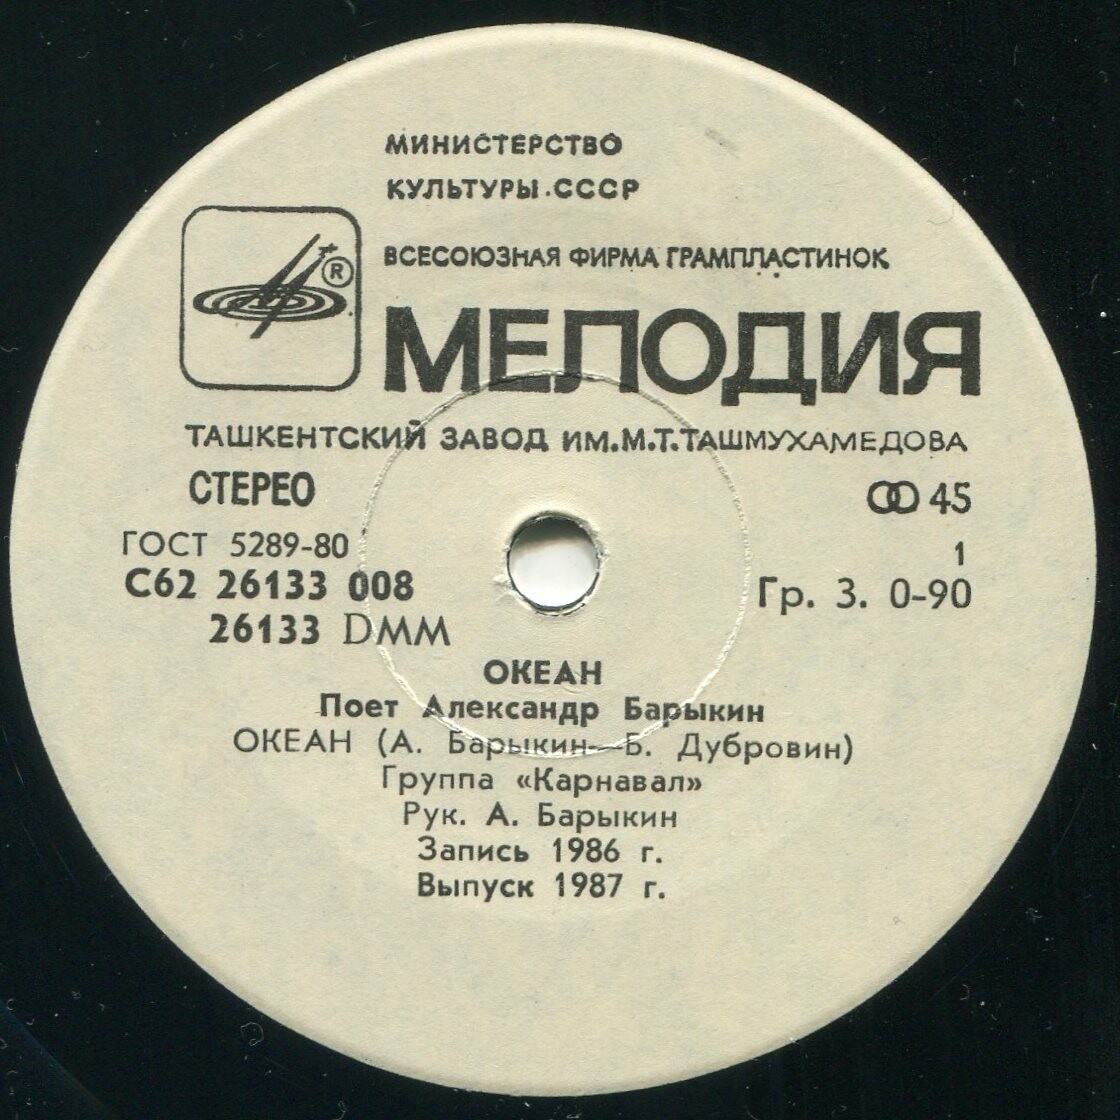 МИНИСТЕРСТВО
КУЛЬТУРЫ·СССР
ВСЕСОЮЗНАЯ ФИРМА ГРАМПЛАСТИНОК
®
МЕЛОДИЯ
ТАШКЕНТСКИЙ ЗАВОД ИМ.М.Т.ТАШМУХАМЕДОВА
СТЕРЕО 45
ГОСТ 5289-80 1
С62 26133 008 Гр. 3. 0-90
26133 DMM
ОКЕАН
Поет Александр Барыкин
ОКЕАН (А. Барыкин—Б. Дубровин)
Группа «Карнавал»
Рук. А. Барыкин
Запись 1986 г.
Выпуск 1987 г.